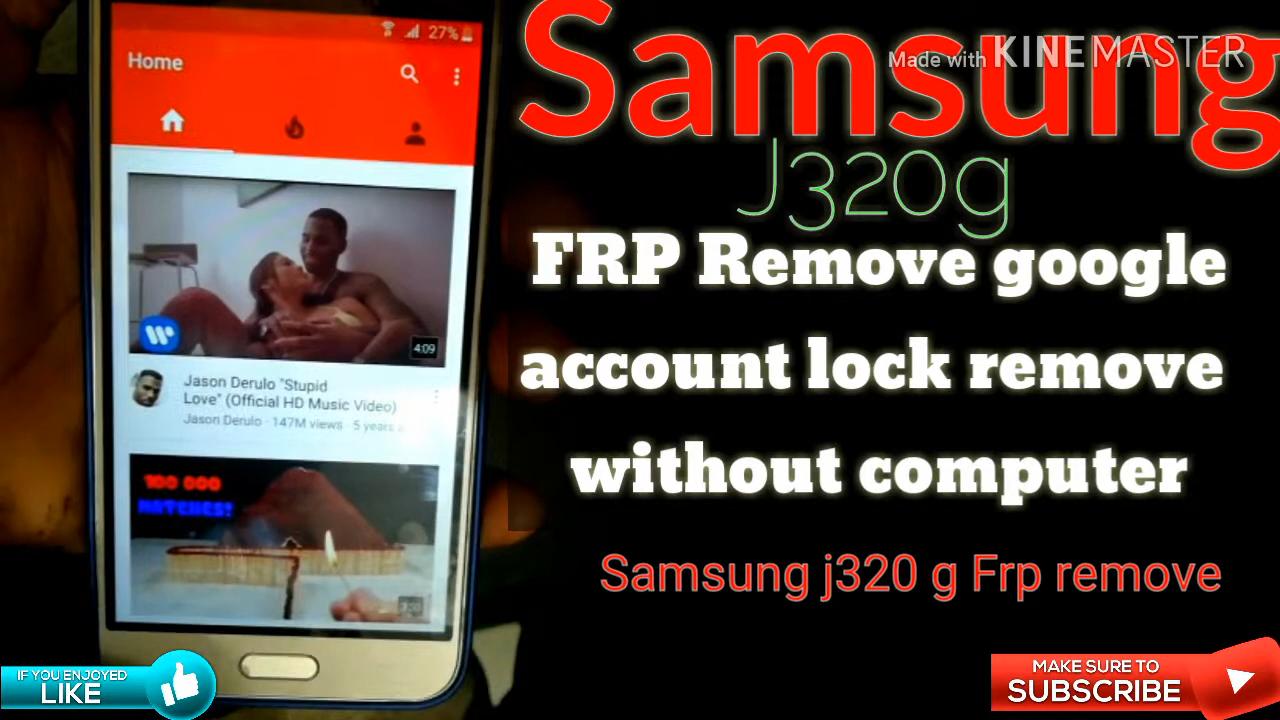 27%
Home
4:09
Jason Derulo "Stupid
Love" (Official HD Music Video)
Jason Derulo · 147M views · 5 years
100 000
MATCHES!
Samsung
Made with KINEMASTER
J320g
FRP Remove google
account lock remove
without computer
Samsung j320 g Frp remove
IF YOU ENJOYED
LIKE
MAKE SURE TO
SUBSCRIBE